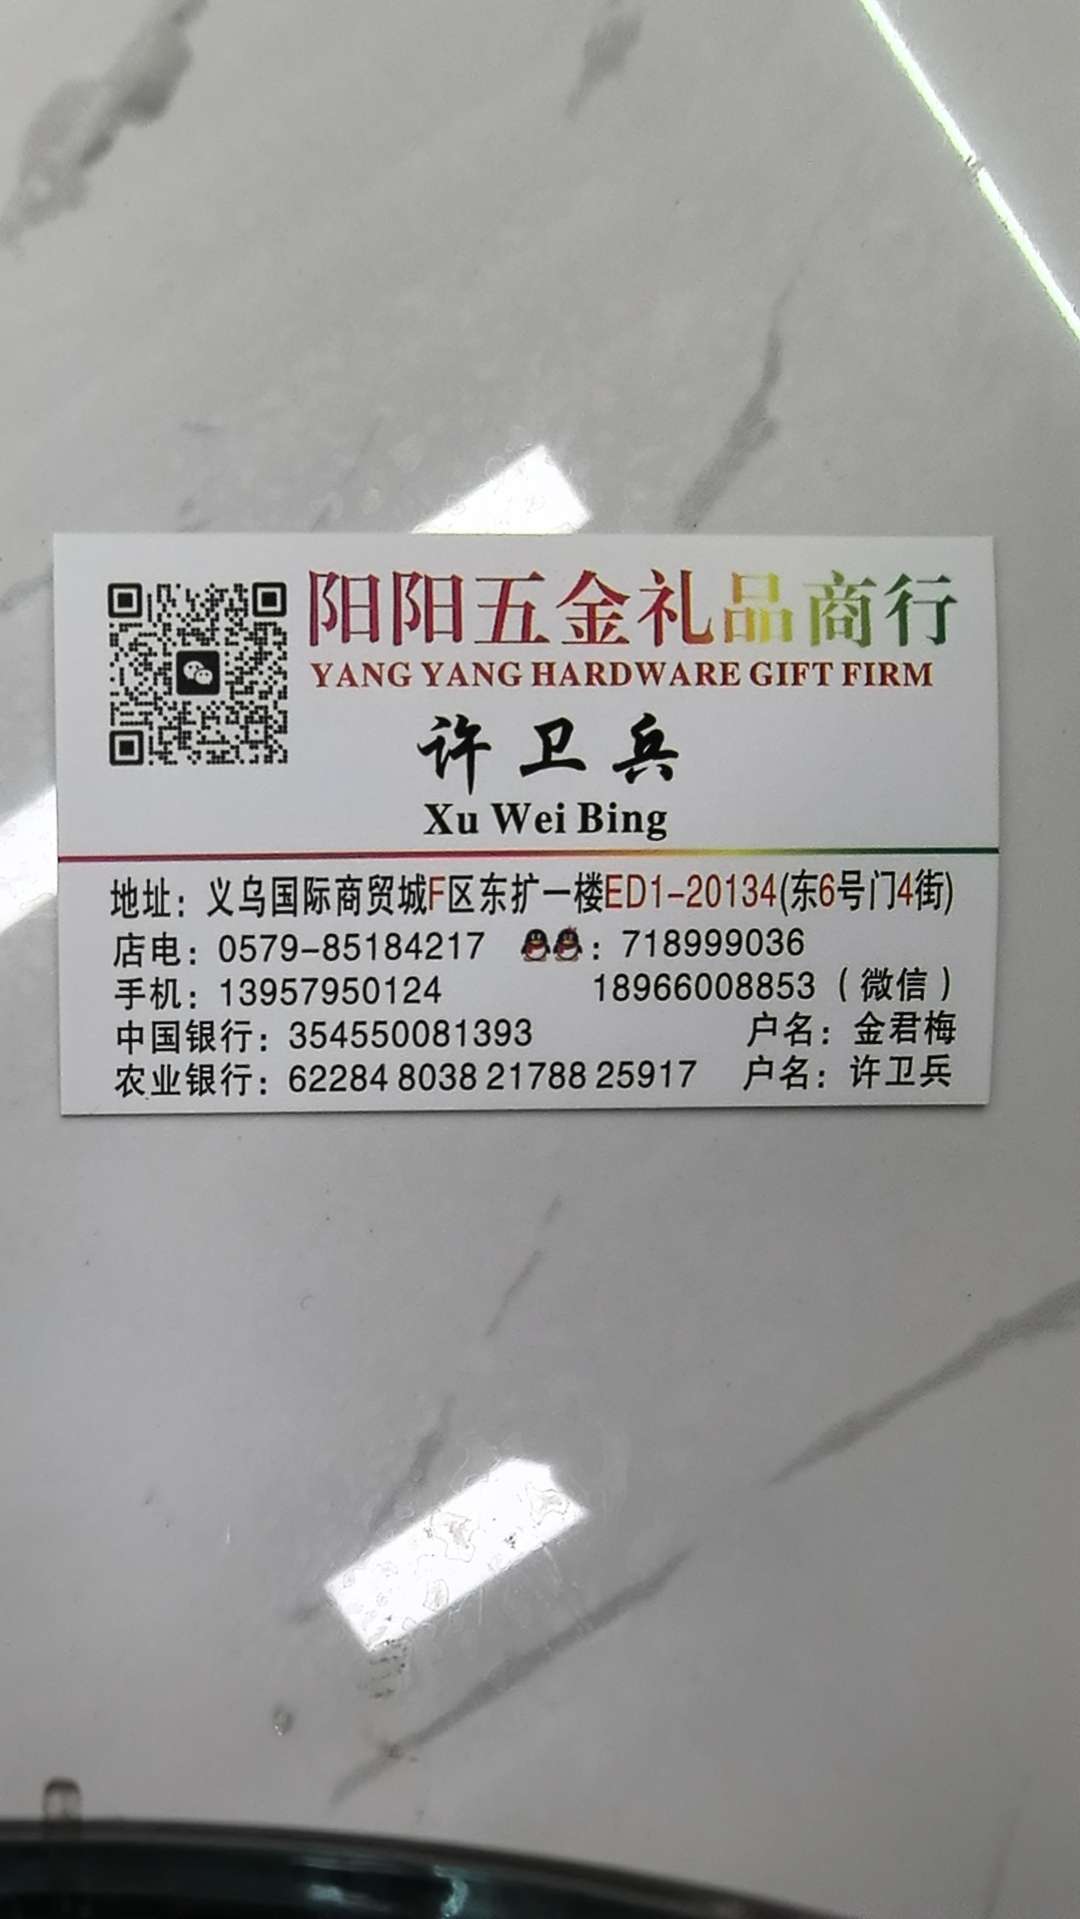 阳阳五金礼品商行
YANG YANG HARDWARE GIFT FIRM
许卫兵
Xu Wei Bing
地址：义乌国际商贸城F区东扩一楼ED1-20134(东6号门4街)
店电：0579-85184217 ：718999036
手机：13957950124 18966008853（微信）
中国银行：354550081393 户名：金君梅
农业银行：62284 8038 21788 25917 户名：许卫兵